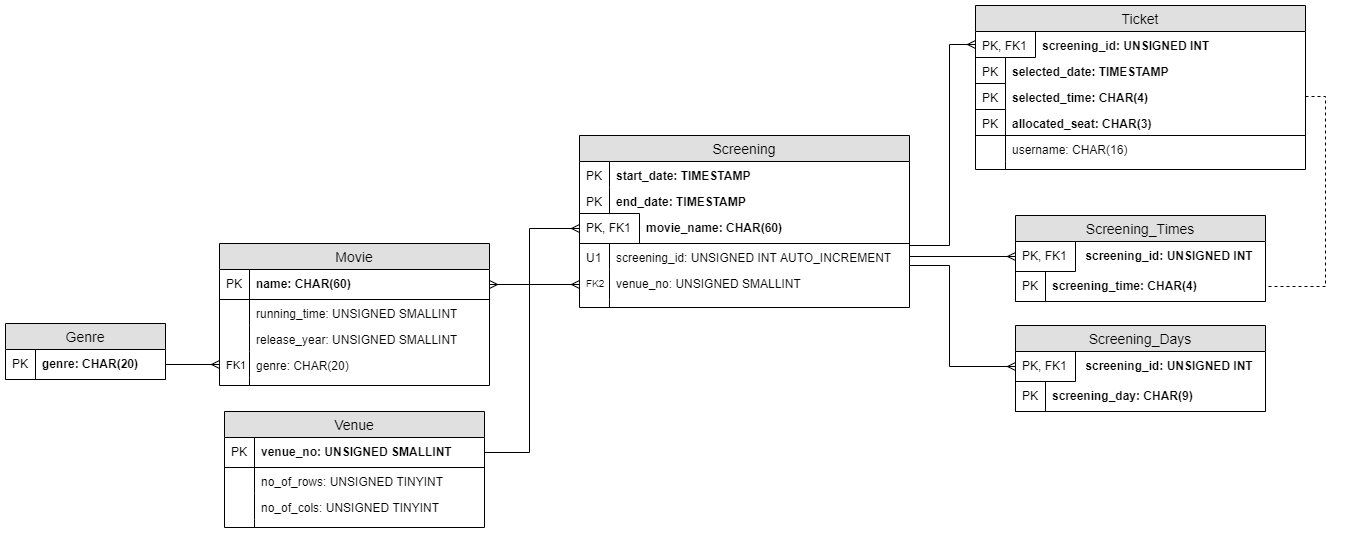 Ticket
PK, FK1 screening_id: UNSIGNED INT
PK selected_date: TIMESTAMP
PK selected_time: CHAR(4)
PK allocated_seat: CHAR(3)
username: CHAR(16)
Screening
PK start_date: TIMESTAMP
PK end_date: TIMESTAMP
PK, FK1 movie_name: CHAR(60)
U1 screening_id: UNSIGNED INT AUTO_INCREMENT
FK2 venue_no: UNSIGNED SMALLINT
Screening_Times
PK, FK1 screening_id: UNSIGNED INT
PK screening_time: CHAR(4)
Screening_Days
PK, FK1 screening_id: UNSIGNED INT
PK screening_day: CHAR(9)
Movie
PK name: CHAR(60)
running_time: UNSIGNED SMALLINT
release_year: UNSIGNED SMALLINT
FK1 genre: CHAR(20)
Genre
PK genre: CHAR(20)
Venue
PK venue_no: UNSIGNED SMALLINT
no_of_rows: UNSIGNED TINYINT
no_of_cols: UNSIGNED TINYINT